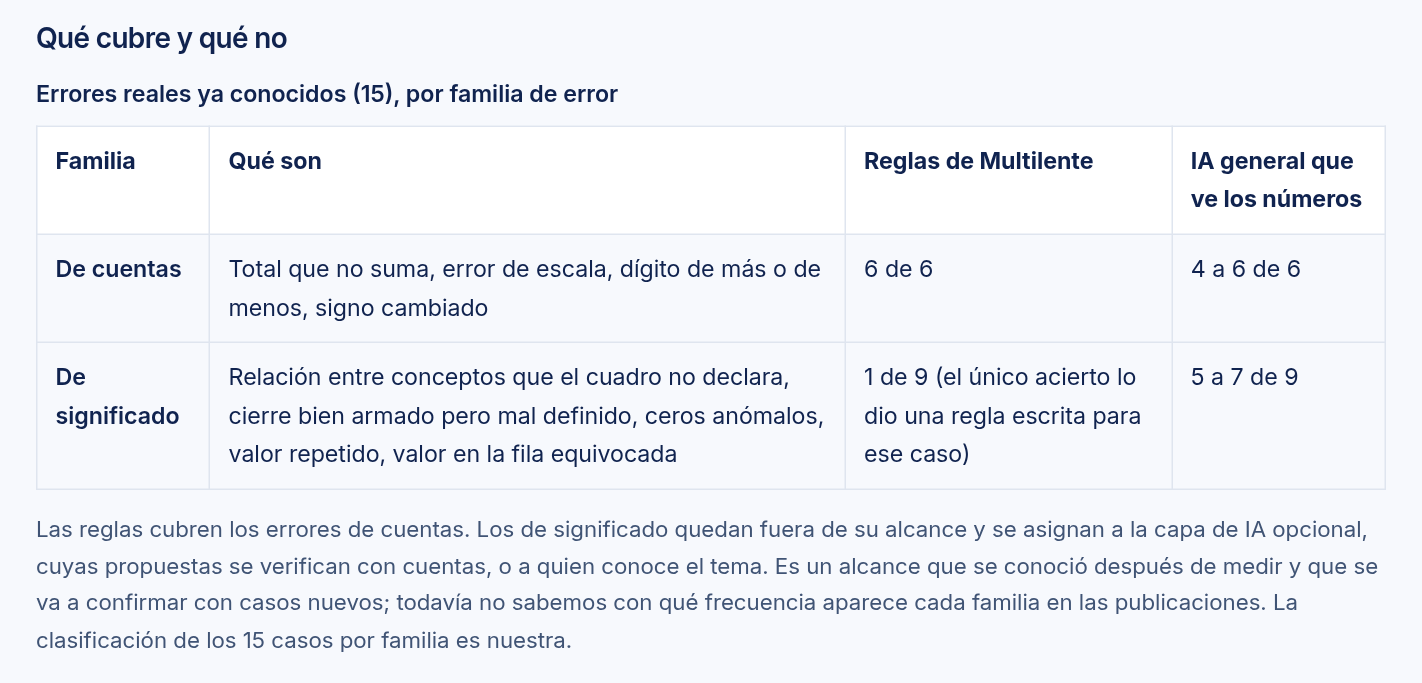 Qué cubre y qué no
Errores reales ya conocidos (15), por familia de error
Familia
Qué son
Reglas de Multilente
IA general que
ve los números
De cuentas
Total que no suma, error de escala, dígito de más o de
menos, signo cambiado
6 de 6
4 a 6 de 6
De
significado
Relación entre conceptos que el cuadro no declara,
cierre bien armado pero mal definido, ceros anómalos,
valor repetido, valor en la fila equivocada
1 de 9 (el único acierto lo
dio una regla escrita para
ese caso)
5 a 7 de 9
Las reglas cubren los errores de cuentas. Los de significado quedan fuera de su alcance y se asignan a la capa de IA opcional,
cuyas propuestas se verifican con cuentas, o a quien conoce el tema. Es un alcance que se conoció después de medir y que se
va a confirmar con casos nuevos; todavía no sabemos con qué frecuencia aparece cada familia en las publicaciones. La
clasificación de los 15 casos por familia es nuestra.